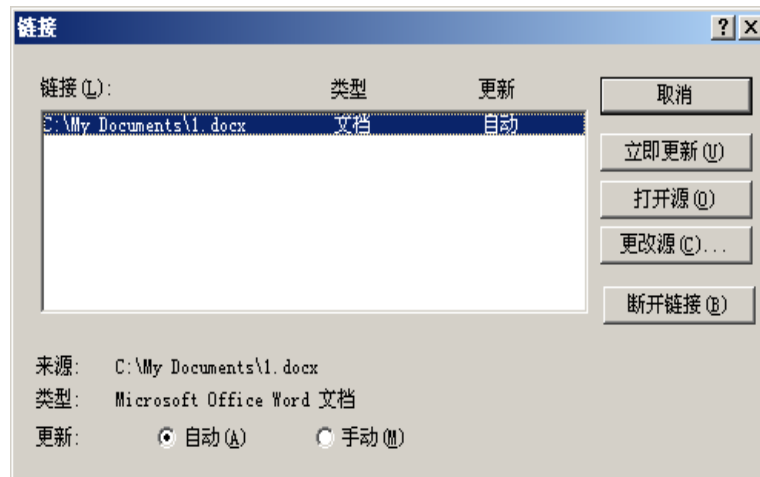 链接
链接(L): 类型 更新
C:\My Documents\1.docx 文档 自动
取消
立即更新(U)
打开源(O)
更改源(C)...
断开链接(B)
来源: C:\My Documents\1.docx
类型: Microsoft Office Word 文档
更新: 自动(A) 手动(M)